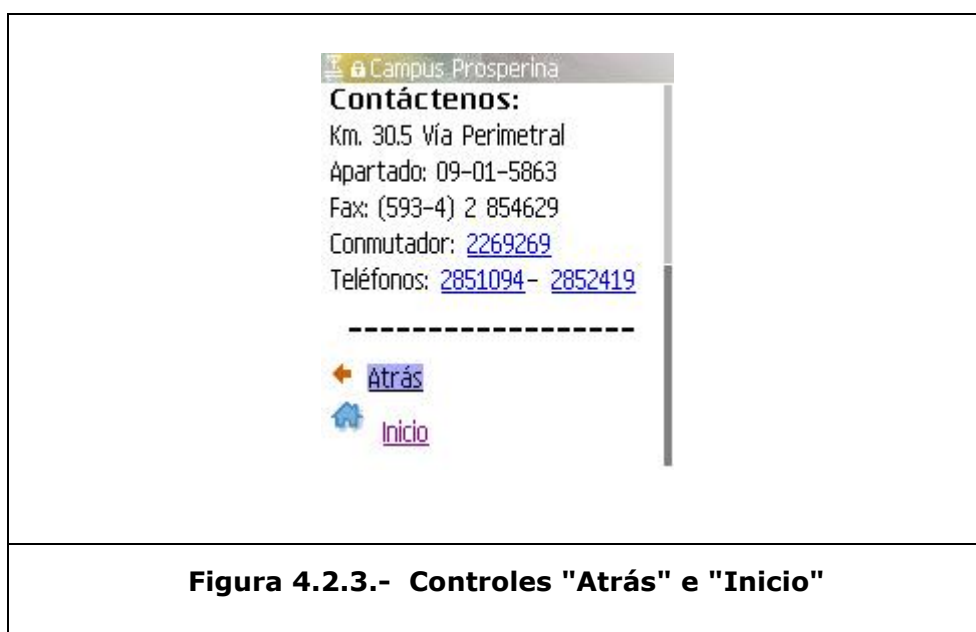 Campus Prosperina
Contáctenos:
Km. 30.5 Vía Perimetral
Apartado: 09-01-5863
Fax: (593-4) 2 854629
Conmutador: 2269269
Teléfonos: 2851094- 2852419
-------------------
Atrás
Inicio
Figura 4.2.3.- Controles "Atrás" e "Inicio"